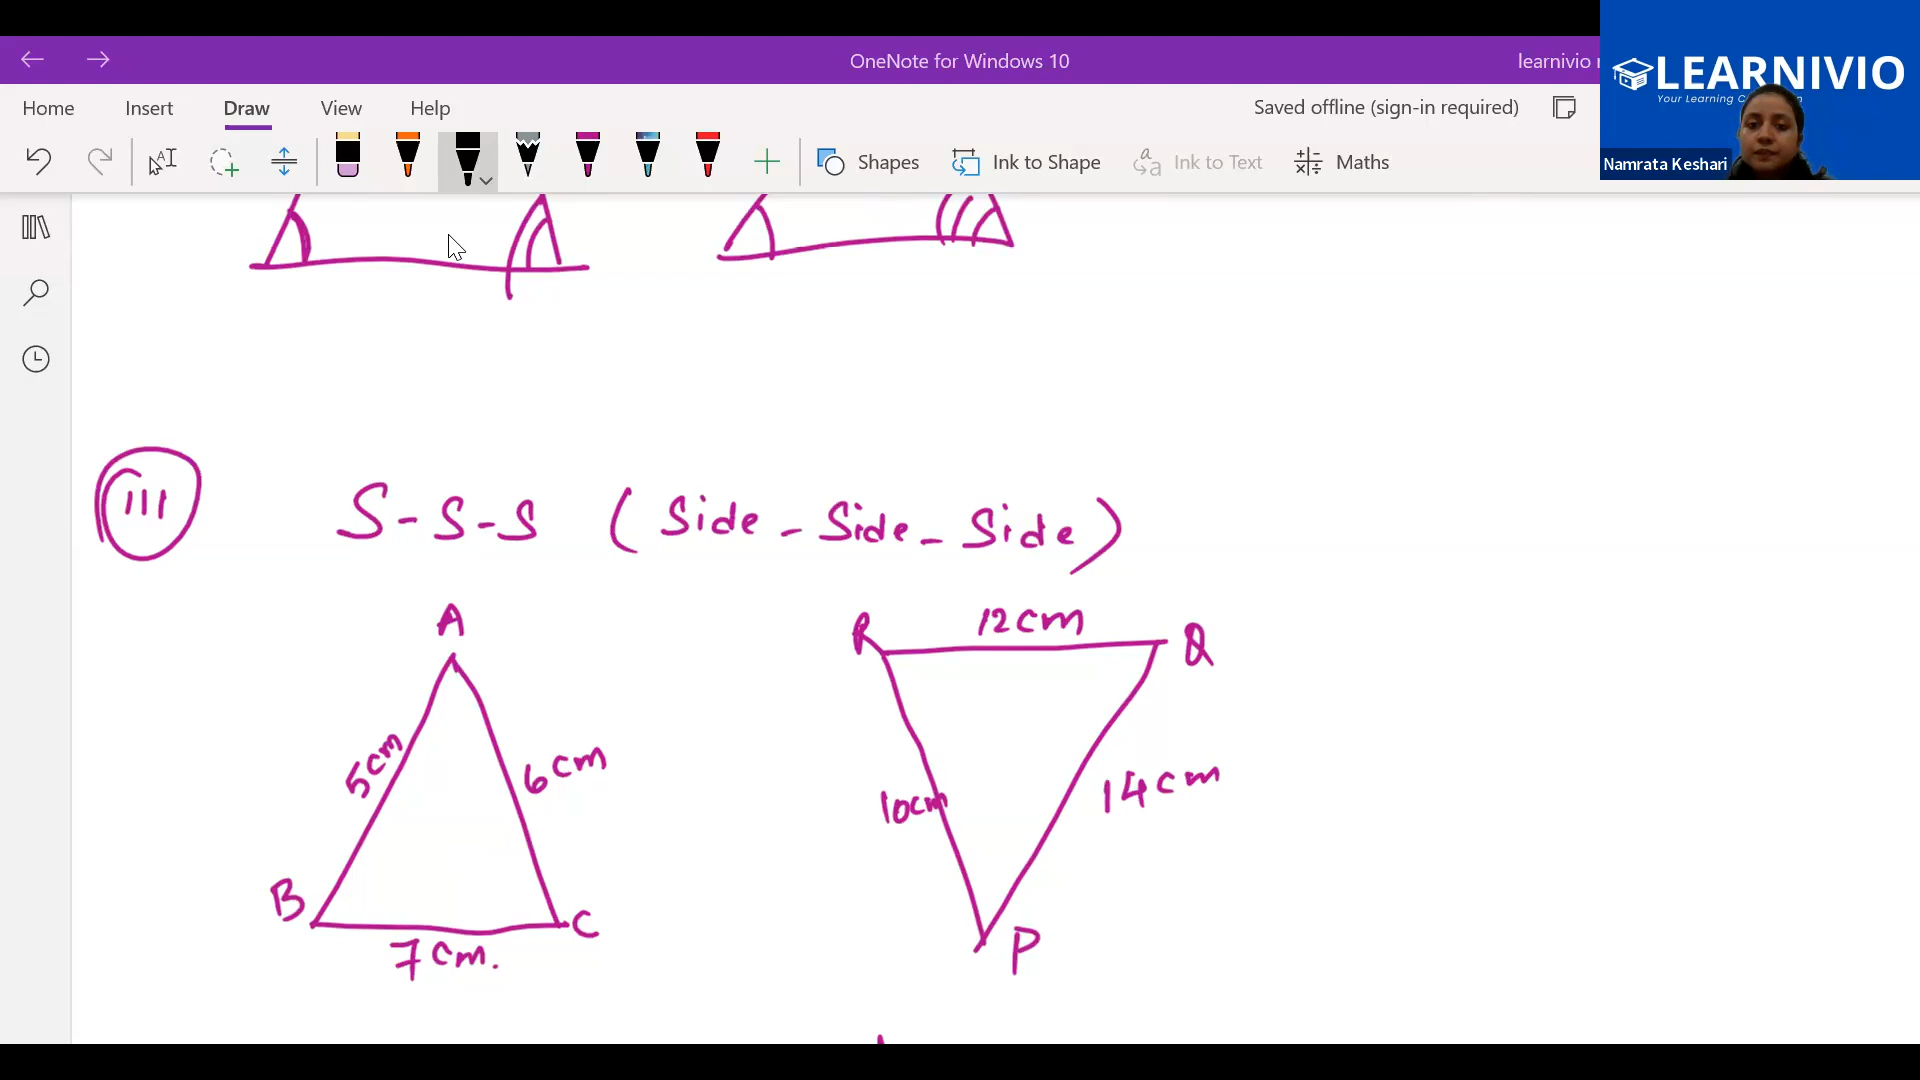 OneNote for Windows 10
learnivio
LEARNIVIO
Your Learning
Namrata Keshari
Home Insert Draw View Help
Saved offline (sign-in required)
Shapes Ink to Shape Ink to Text Maths
III S-S-S (Side-Side-Side)
A
5cm 6cm
B C
7cm.
R 12cm Q
10cm 14cm
P